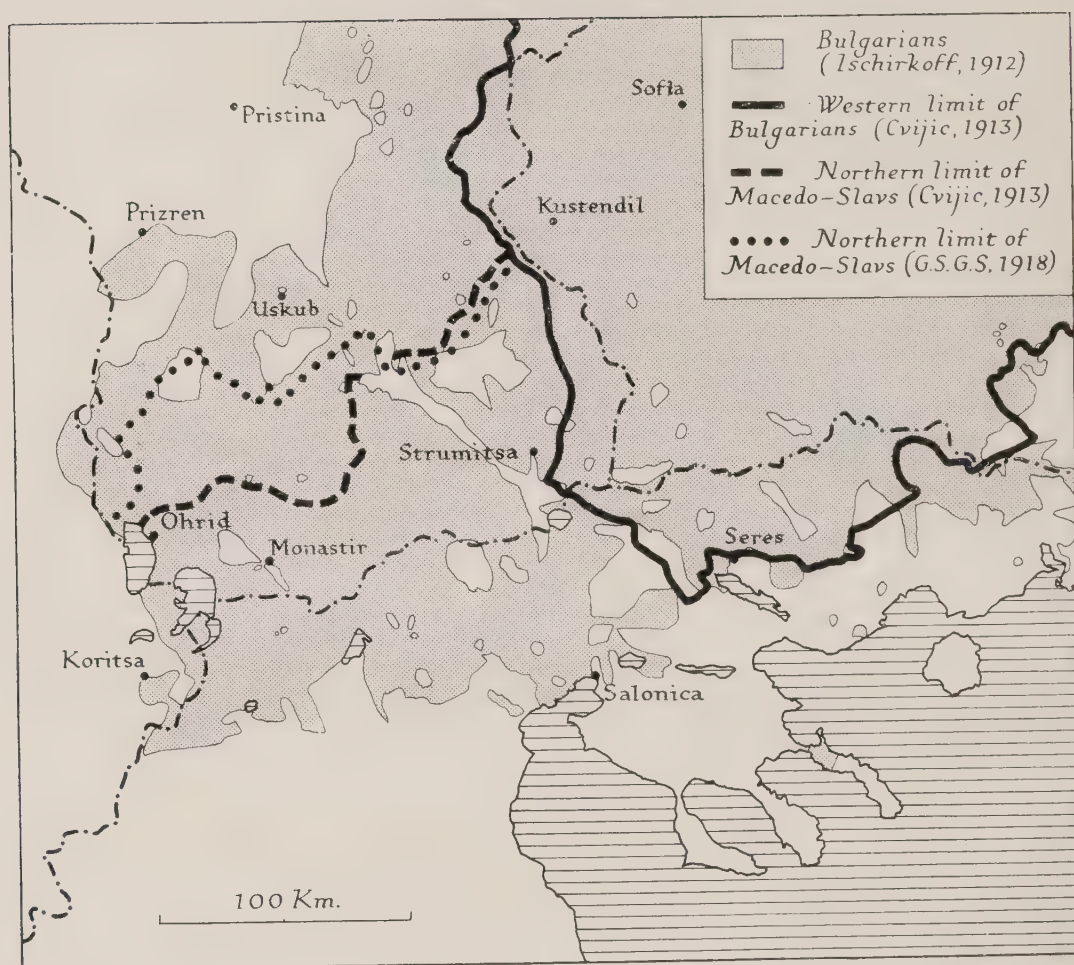 Bulgarians
(Ischirkoff, 1912)
Western limit of
Bulgarians (Cvijic, 1913)
Northern limit of
Macedo-Slavs (Cvijic, 1913)
Northern limit of
Macedo-Slavs (G.S.G.S, 1918)
Sofia
Pristina
Prizren
Kustendil
Uskub
Strumitsa
Ohrid
Monastir
Seres
Koritsa
Salonica
100 Km.